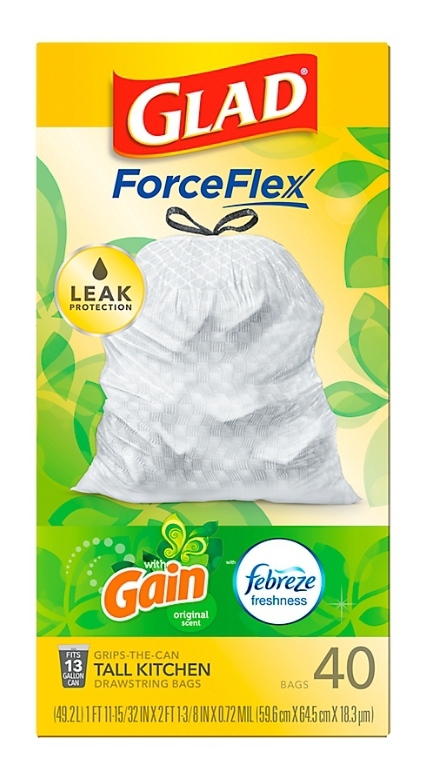 GLAD®
ForceFlex
LEAK
PROTECTION
with
Gain
original
scent
with
febreze
freshness
FITS
13
GALLON
CAN
GRIPS-THE-CAN
TALL KITCHEN
DRAWSTRING BAGS
BAGS 40
(49.2L) 1 FT 11-15/32 IN X 2 FT 1-3/8 IN X 0.72 MIL (59.6 cm X 64.5 cm X 18.3 µm)